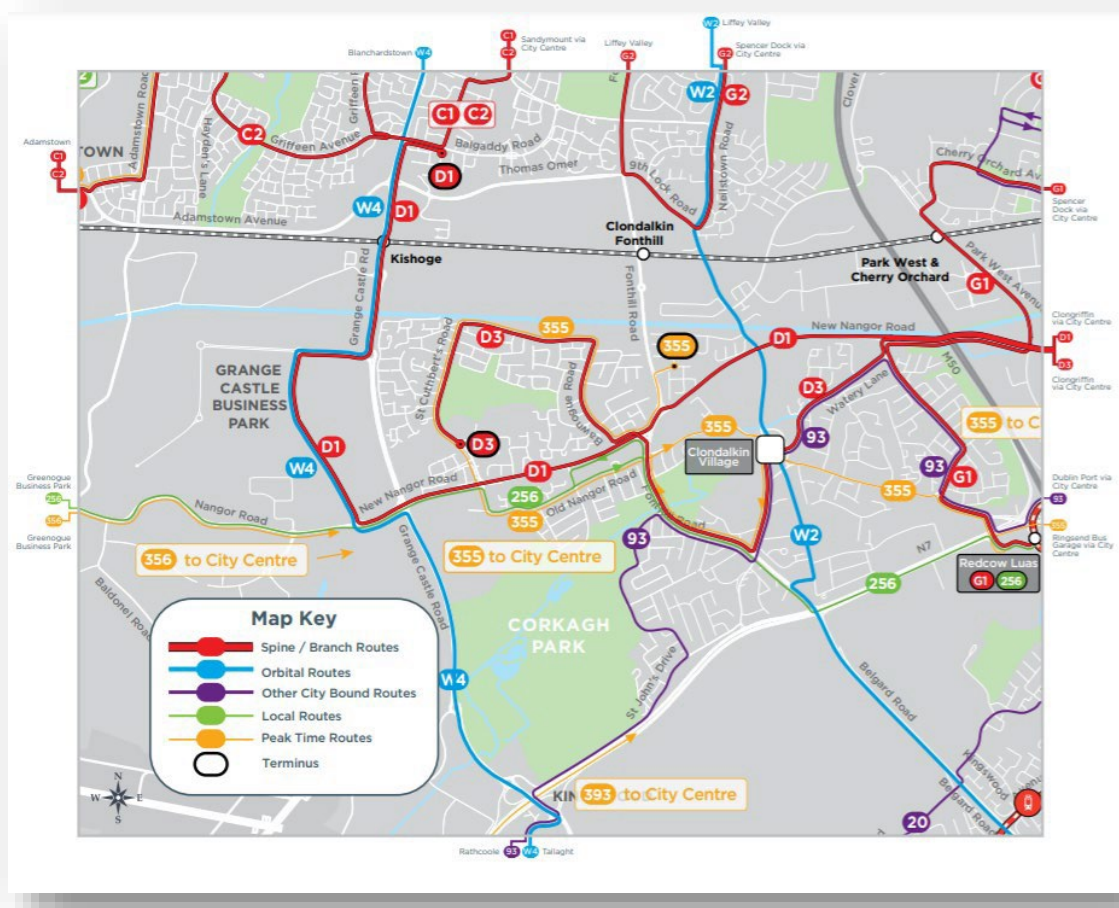 W2 Liffey Valley
C1
C2
Sandymount via
City Centre
Blanchardstown W4
Liffey Valley
G2
G2
Spencer Dock via
City Centre
Adamstown Road
Hayden's Lane
C2
Griffeen Avenue
C1 C2
Balgaddy Road
D1
Thomas Omer
W2
G2
Neilstown Road
9th Lock Road
Adamstown
C1
C2
TOWN
Adamstown Avenue
W4
D1
Kishoge
Clondalkin
Fonthill
Fonthill Road
Park West &
Cherry Orchard
Park West Avenue
G1
G1
Spencer
Dock via
City Centre
Grange Castle Rd
New Nangor Road
Clongriffin
via City Centre
D1
D3
Clongriffin
via City Centre
M50
GRANGE
CASTLE
BUSINESS
PARK
St Cuthbert's Road
D3
355
355
D1
D3
Watery Lane
93
Bawnogue Road
D3
355
Clondalkin
Village
355 to C
93
G1
355
D1
W4
D1
New Nangor Road
256
355
Old Nangor Road
Fonthill Road
Greenogue
Business Park
256
356
Greenogue
Business Park
Nangor Road
356 to City Centre
355 to City Centre
93
W2
N7
256
Dublin Port via
City Centre
93
355
Ringsend Bus
Garage via City
Centre
Redcow Luas
G1 256
Baldonel Road
Grange Castle Road
CORKAGH
PARK
W4
St John's Drive
Belgard Road
Map Key
Spine / Branch Routes
Orbital Routes
Other City Bound Routes
Local Routes
Peak Time Routes
Terminus
N
W E
S
393 to City Centre
Kingswood
Belgard Road
20
Rathcoole 93 W4 Tallaght